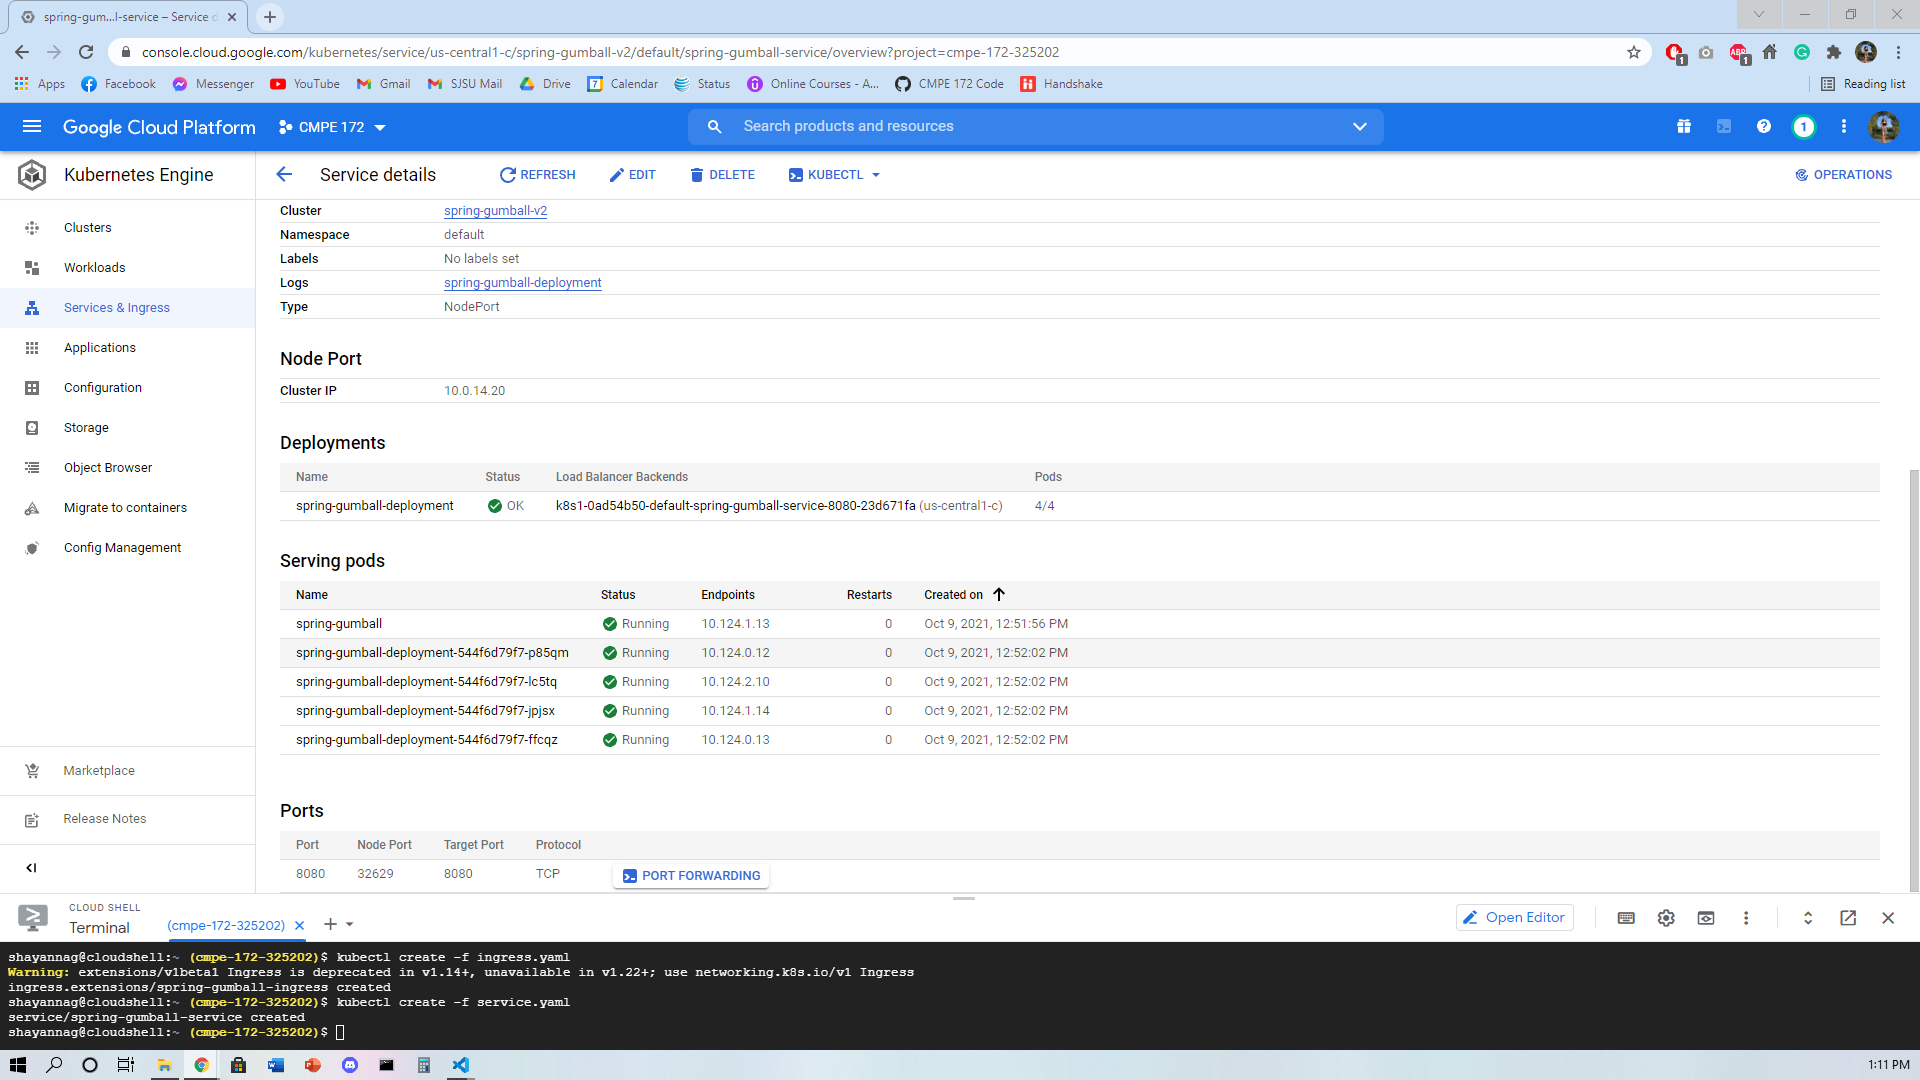 spring-gum...l-service – Service d
console.cloud.google.com/kubernetes/service/us-central1-c/spring-gumball-v2/default/spring-gumball-service/overview?project=cmpe-172-325202
1
ABP
1
Apps
Facebook
Messenger
YouTube
Gmail
SJSU Mail
Drive
7
Calendar
Status
Online Courses - A...
CMPE 172 Code
Handshake
Reading list
Google Cloud Platform
CMPE 172
Search products and resources
1
Kubernetes Engine
Service details
REFRESH
EDIT
DELETE
KUBECTL
OPERATIONS
Clusters
Workloads
Services & Ingress
Applications
Configuration
Storage
Object Browser
Migrate to containers
Config Management
Marketplace
Release Notes
Cluster spring-gumball-v2
Namespace default
Labels No labels set
Logs spring-gumball-deployment
Type NodePort
Node Port
Cluster IP 10.0.14.20
Deployments
Name Status Load Balancer Backends Pods
spring-gumball-deployment OK k8s1-0ad54b50-default-spring-gumball-service-8080-23d671fa (us-central1-c) 4/4
Serving pods
Name Status Endpoints Restarts Created on
spring-gumball Running 10.124.1.13 0 Oct 9, 2021, 12:51:56 PM
spring-gumball-deployment-544f6d79f7-p85qm Running 10.124.0.12 0 Oct 9, 2021, 12:52:02 PM
spring-gumball-deployment-544f6d79f7-lc5tq Running 10.124.2.10 0 Oct 9, 2021, 12:52:02 PM
spring-gumball-deployment-544f6d79f7-jpjsx Running 10.124.1.14 0 Oct 9, 2021, 12:52:02 PM
spring-gumball-deployment-544f6d79f7-ffcqz Running 10.124.0.13 0 Oct 9, 2021, 12:52:02 PM
Ports
Port Node Port Target Port Protocol
8080 32629 8080 TCP PORT FORWARDING
CLOUD SHELL
Terminal
(cmpe-172-325202)
Open Editor
shayannag@cloudshell:~ (cmpe-172-325202)$ kubectl create -f ingress.yaml
Warning: extensions/v1beta1 Ingress is deprecated in v1.14+, unavailable in v1.22+; use networking.k8s.io/v1 Ingress
ingress.extensions/spring-gumball-ingress created
shayannag@cloudshell:~ (cmpe-172-325202)$ kubectl create -f service.yaml
service/spring-gumball-service created
shayannag@cloudshell:~ (cmpe-172-325202)$
1:11 PM